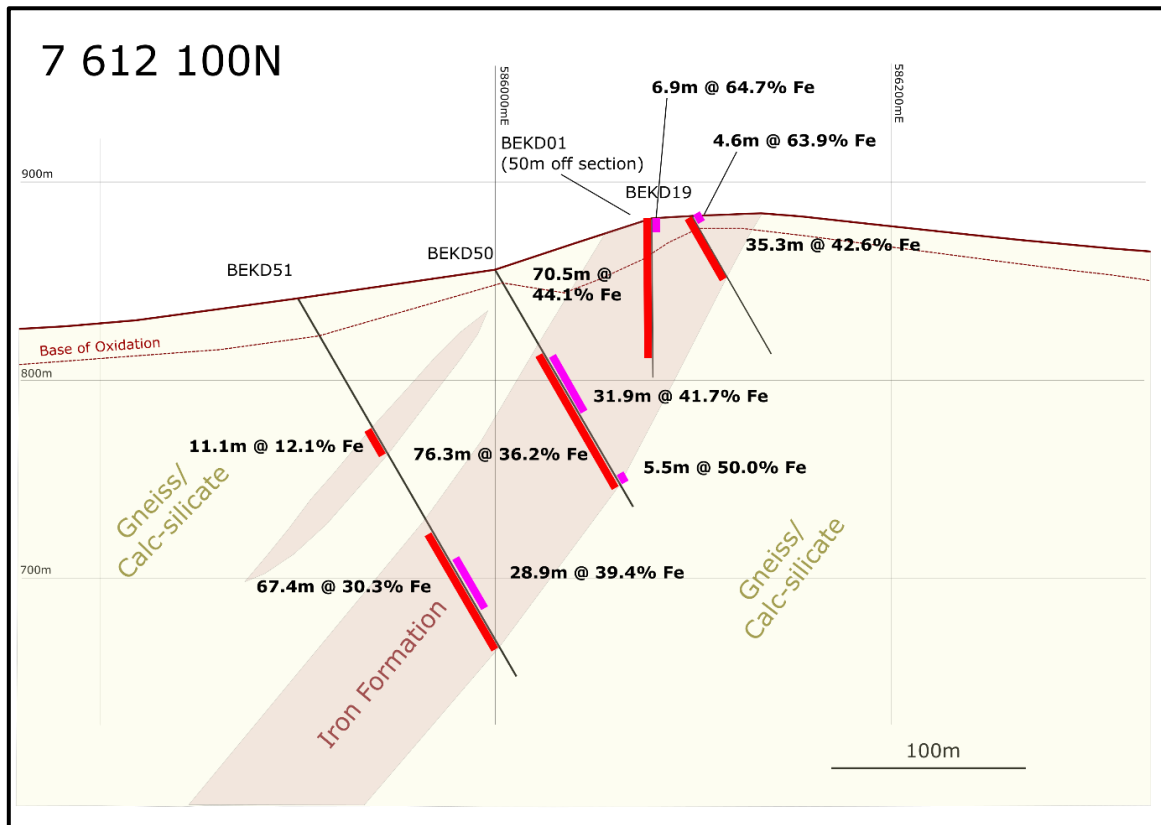 7 612 100N
586000mE
586200mE
6.9m @ 64.7% Fe
4.6m @ 63.9% Fe
BEKD01
(50m off section)
BEKD19
900m
BEKD50
35.3m @ 42.6% Fe
BEKD51
70.5m @
44.1% Fe
Base of Oxidation
800m
31.9m @ 41.7% Fe
11.1m @ 12.1% Fe
76.3m @ 36.2% Fe
5.5m @ 50.0% Fe
Gneiss/
Calc-silicate
Gneiss/
Calc-silicate
700m
67.4m @ 30.3% Fe
28.9m @ 39.4% Fe
Iron Formation
100m